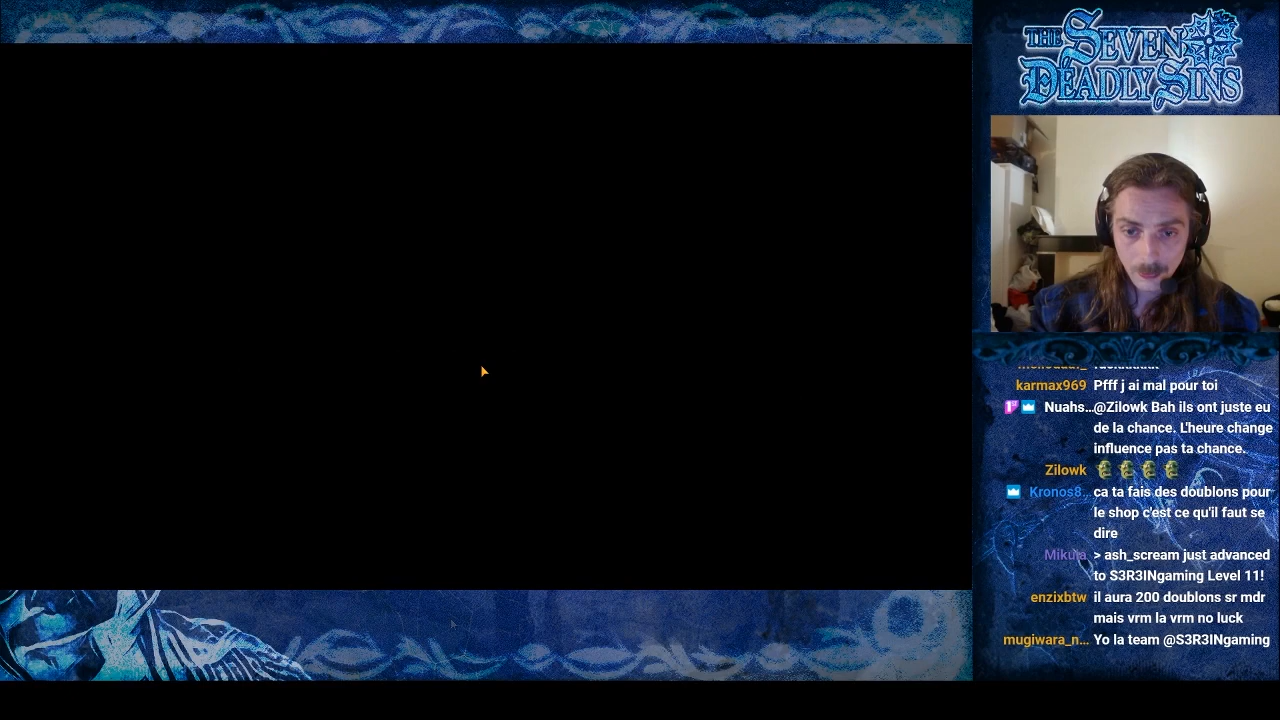 THE SEVEN
DEADLY SINS
karmax969 Pfff j ai mal pour toi
Nuahs... @Zilowk Bah ils ont juste eu
de la chance. L'heure change
influence pas ta chance.
Zilowk
Kronos8... ca ta fais des doublons pour
le shop c'est ce qu'il faut se
dire
Mikuia > ash_scream just advanced
to S3R3INgaming Level 11!
enzixbtw il aura 200 doublons sr mdr
mais vrm la vrm no luck
mugiwara_n... Yo la team @S3R3INgaming